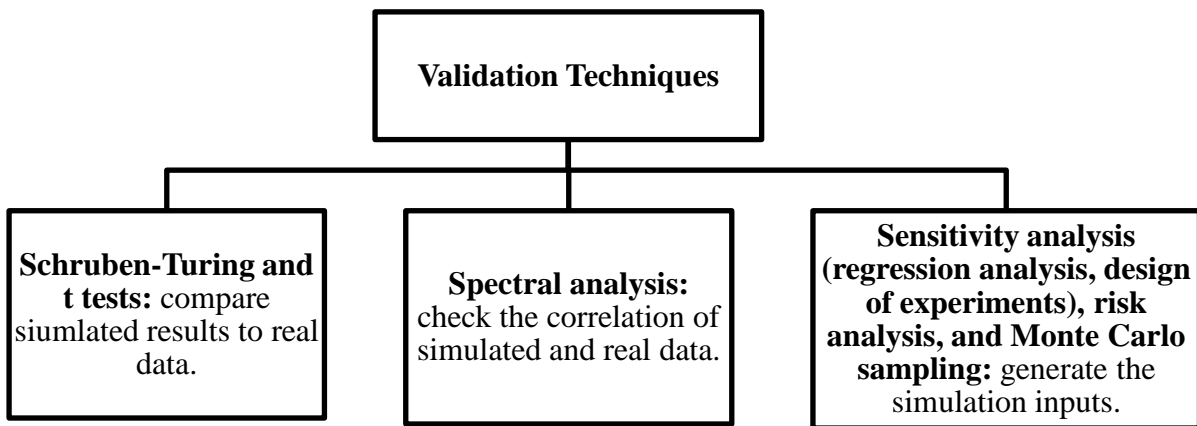 Validation Techniques
Schruben-Turing and
t tests: compare
siumlated results to real
data.
Spectral analysis:
check the correlation of
simulated and real data.
Sensitivity analysis
(regression analysis, design
of experiments), risk
analysis, and Monte Carlo
sampling: generate the
simulation inputs.